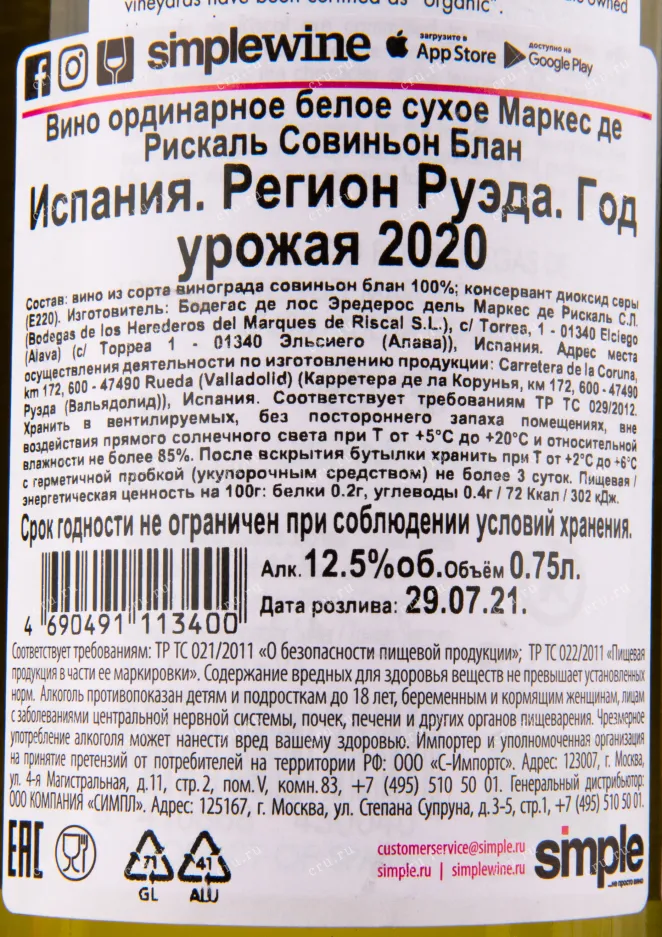 vineyards have been certified as "organic".
owned
simplewine загрузите в App Store доступно на Google Play
Вино ординарное белое сухое Маркес де
Рискаль Совиньон Блан
Испания. Регион Руэда. Год
урожая 2020
Состав: вино из сорта винограда совиньон блан 100%; консервант диоксид серы
(Е220). Изготовитель: Бодегас де лос Эредерос дель Маркес де Рискаль С.Л.
(Bodegas de los Herederos del Marques de Riscal S.L.), c/ Torrea, 1 - 01340 Elciego
(Alava) (c/ Торреа 1 - 01340 Эльсиего (Алава)), Испания. Адрес места
осуществления деятельности по изготовлению продукции: Carretera de la Coruna,
km 172, 600 - 47490 Rueda (Valladolid) (Карретера де ла Корунья, км 172, 600 - 47490
Руэда (Вальядолид)), Испания. Соответствует требованиям ТР ТС 029/2012.
Хранить в вентилируемых, без постороннего запаха помещениях, вне
воздействия прямого солнечного света при Т от +5°С до +20°С и относительной
влажности не более 85%. После вскрытия бутылки хранить при Т от +2°С до +6°С
с герметичной пробкой (укупорочным средством) не более 3 суток. Пищевая /
энергетическая ценность на 100г: белки 0.2г, углеводы 0.4г / 72 Ккал / 302 кДж.
Срок годности не ограничен при соблюдении условий хранения.
Алк. 12.5%об. Объём 0.75л.
Дата розлива: 29.07.21.
4 690491 113400
Соответствует требованиям: ТР ТС 021/2011 «О безопасности пищевой продукции»; ТР ТС 022/2011 «Пищевая
продукция в части ее маркировки». Содержание вредных для здоровья веществ не превышает установленных
норм. Алкоголь противопоказан детям и подросткам до 18 лет, беременным и кормящим женщинам, лицам
с заболеваниями центральной нервной системы, почек, печени и других органов пищеварения. Чрезмерное
употребление алкоголя может нанести вред вашему здоровью. Импортер и уполномоченная организация
на принятие претензий от потребителей на территории РФ: ООО «С-Импортс». Адрес: 123007, г. Москва,
ул. 4-я Магистральная, д.11, стр.2, пом.V, комн.83, +7 (495) 510 50 01. Генеральный дистрибьютор:
ООО КОМПАНИЯ «СИМПЛ». Адрес: 125167, г. Москва, ул. Степана Супруна, д.3-5, стр.1, +7 (495) 510 50 01.
EAC
71
GL
41
ALU
customerservice@simple.ru
simple.ru | simplewine.ru
simple
...не просто вино
cru.ru